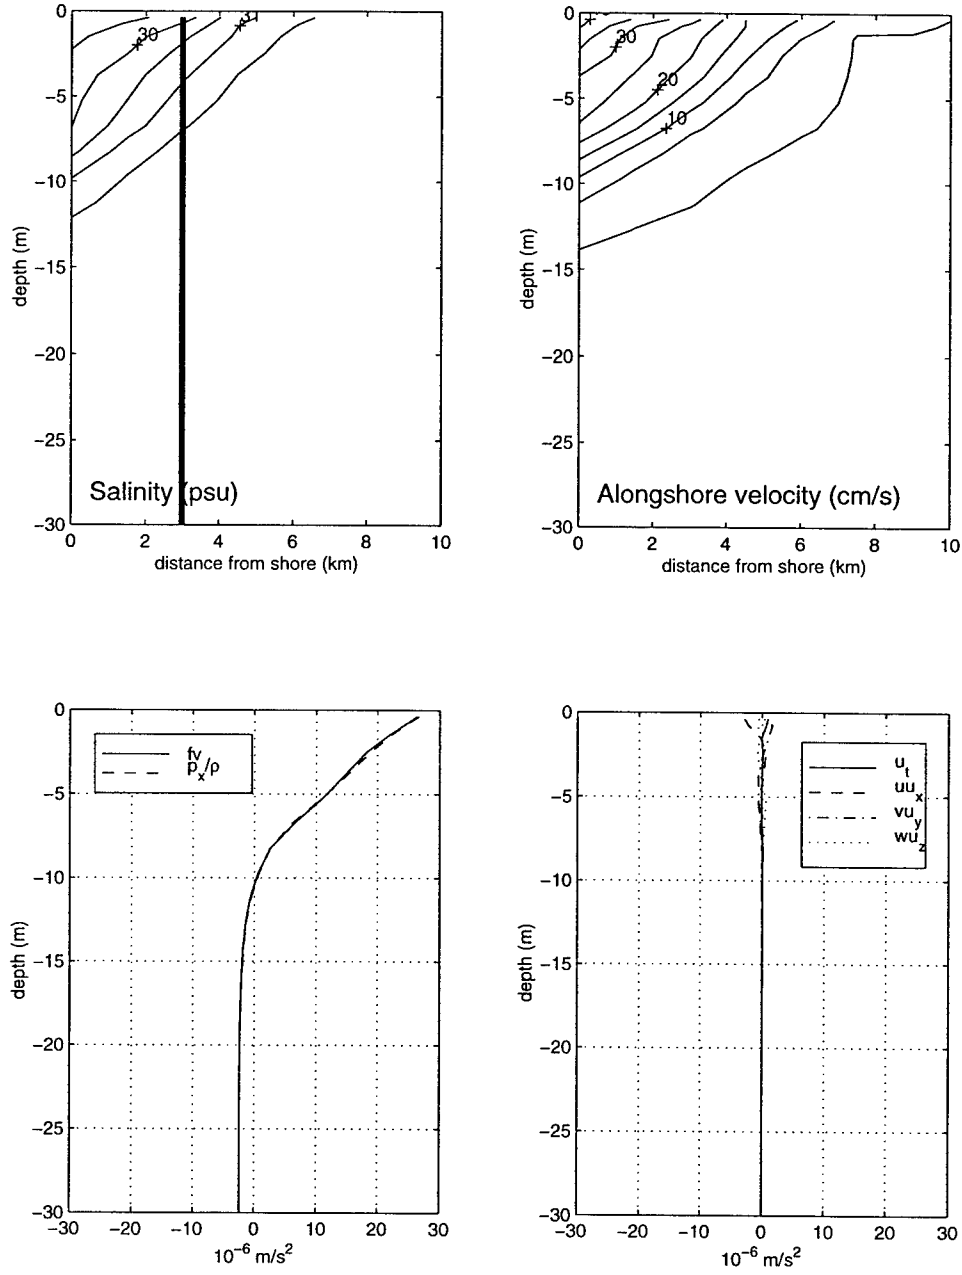 0
−5
−10
−15
−20
−25
−30
0 2 4 6 8 10
distance from shore (km)
depth (m)
30
Salinity (psu)
0
−5
−10
−15
−20
−25
−30
0 2 4 6 8 10
distance from shore (km)
depth (m)
30
20
10
Alongshore velocity (cm/s)
0
−5
−10
−15
−20
−25
−30
−30 −20 −10 0 10 20 30
10⁻⁶ m/s²
depth (m)
fv
pₓ/ρ
0
−5
−10
−15
−20
−25
−30
−30 −20 −10 0 10 20 30
10⁻⁶ m/s²
depth (m)
u_t
uu_x
vu_y
wu_z